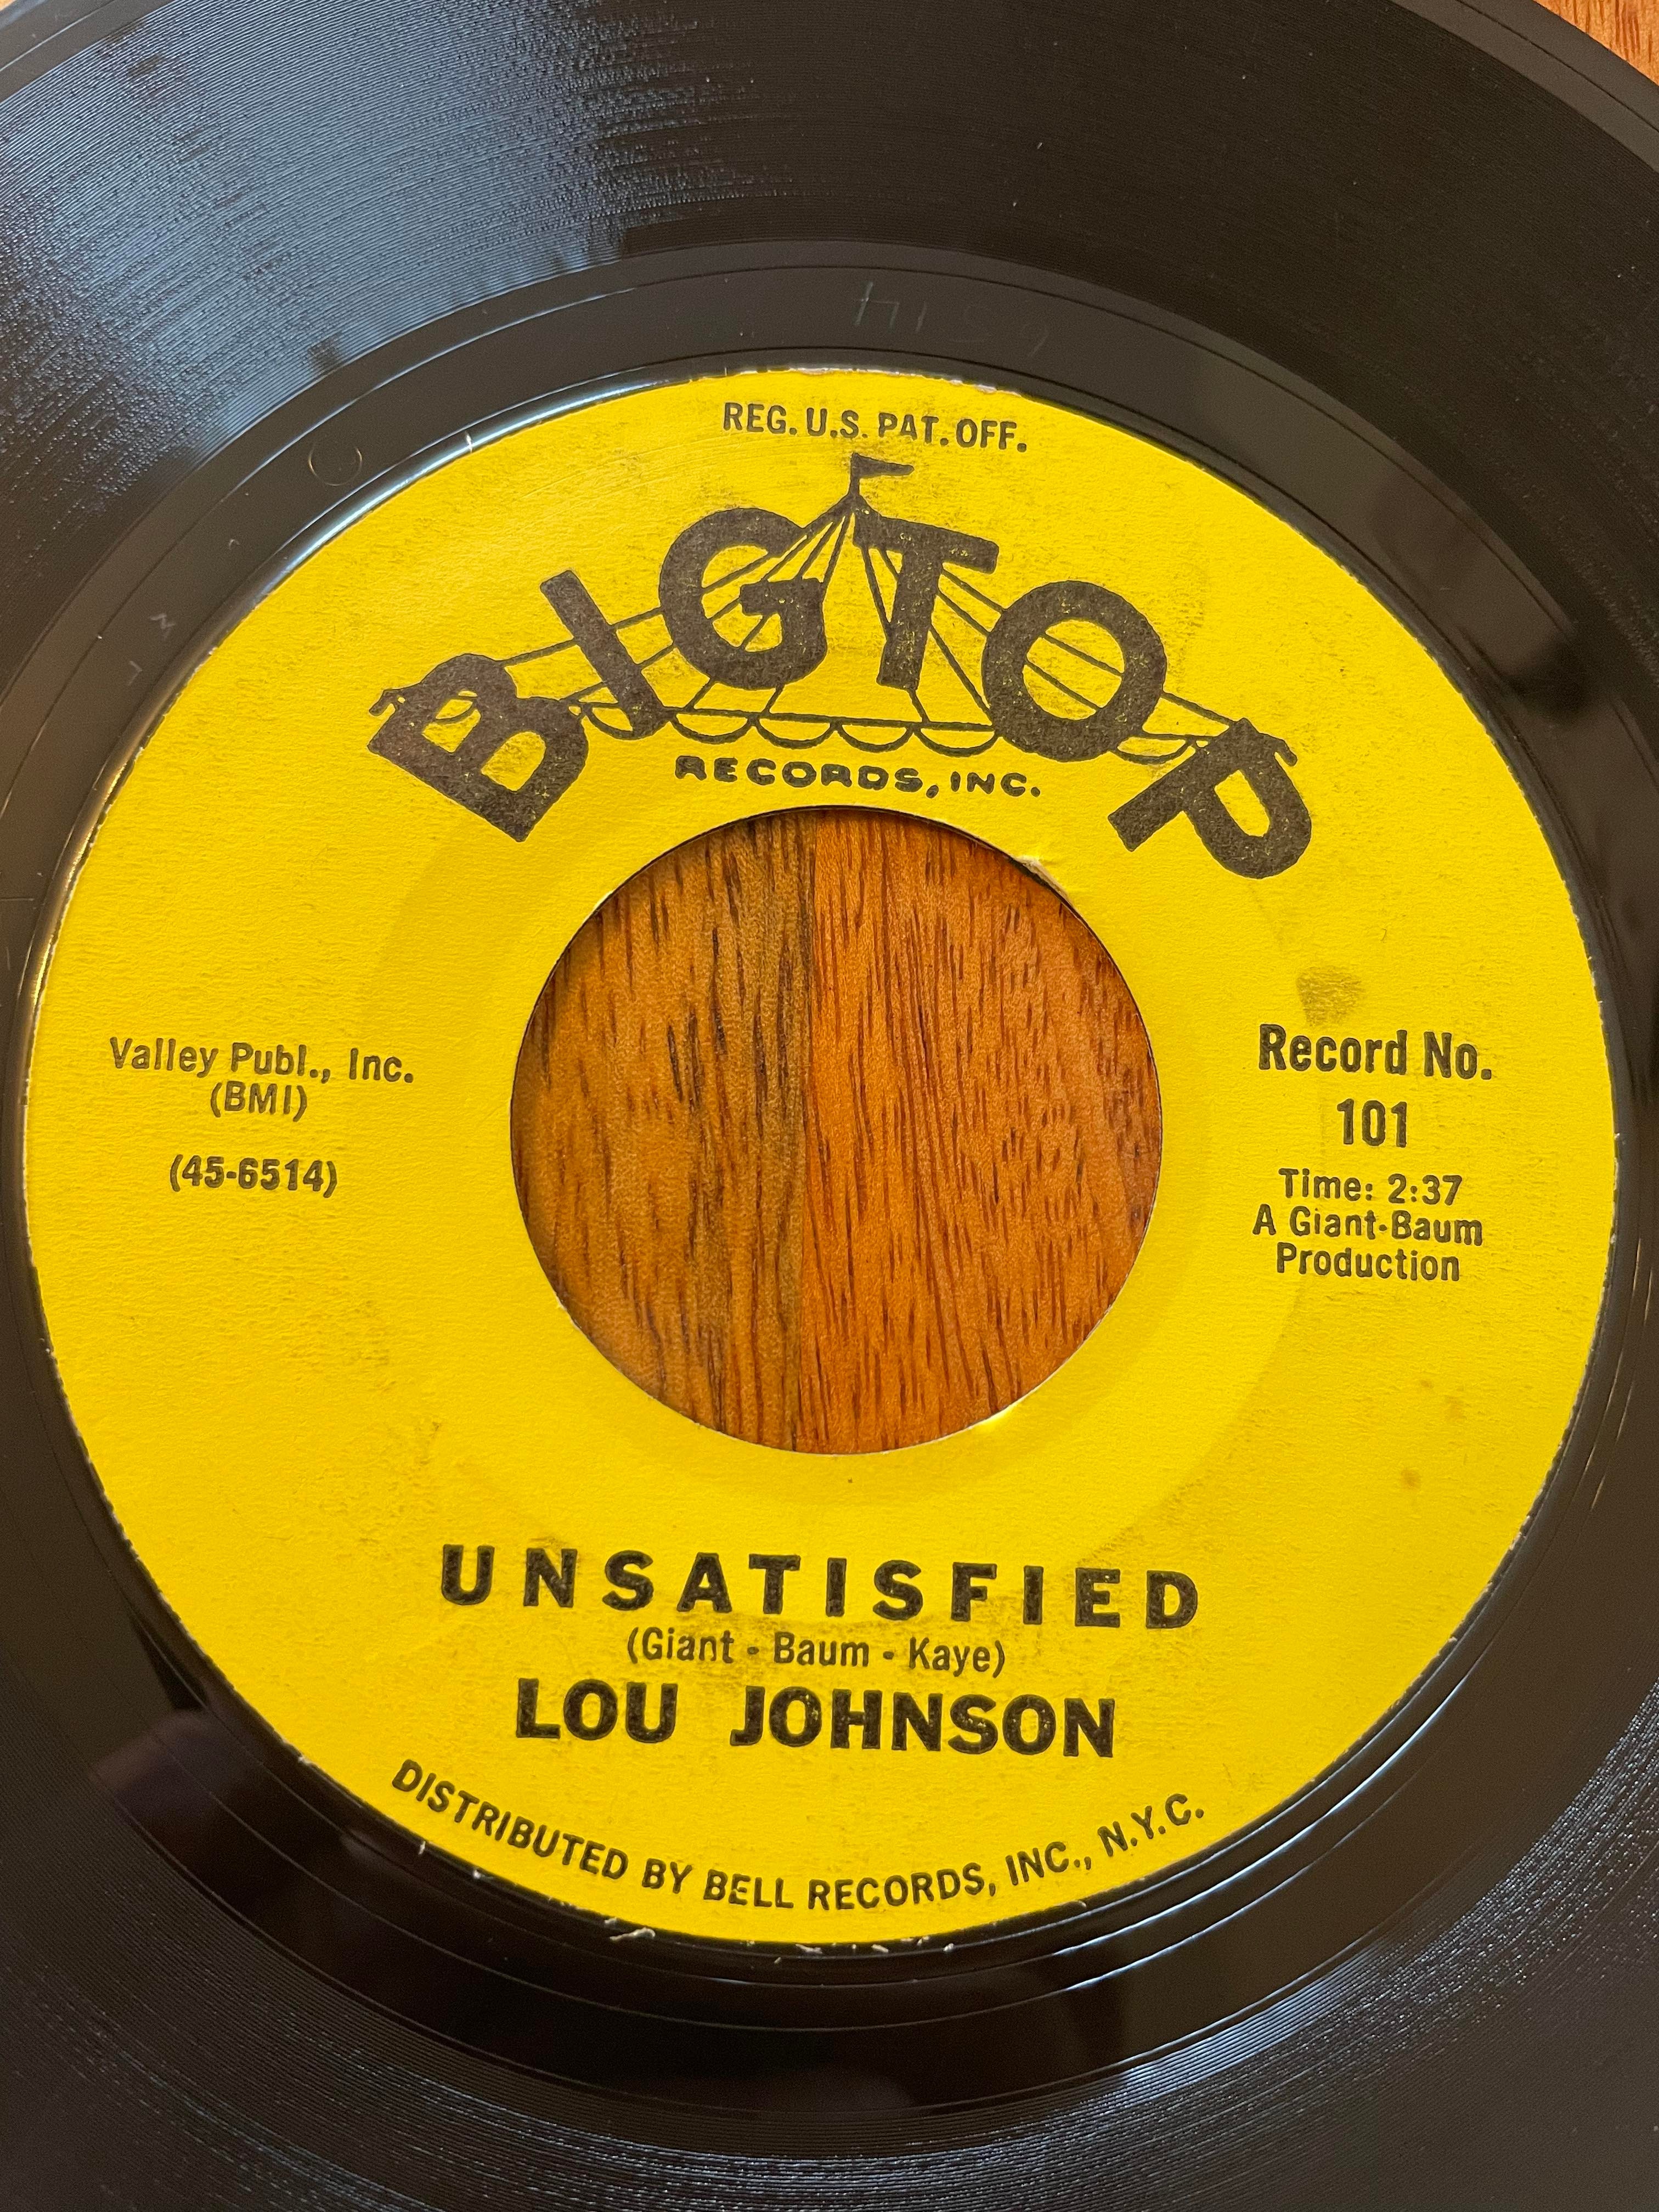 6514
REG. U.S. PAT. OFF.
BIGTOP
RECORDS, INC.
Valley Publ., Inc.
(BMI)
(45-6514)
Record No.
101
Time: 2:37
A Giant-Baum
Production
UNSATISFIED
(Giant - Baum - Kaye)
LOU JOHNSON
DISTRIBUTED BY BELL RECORDS, INC., N.Y.C.